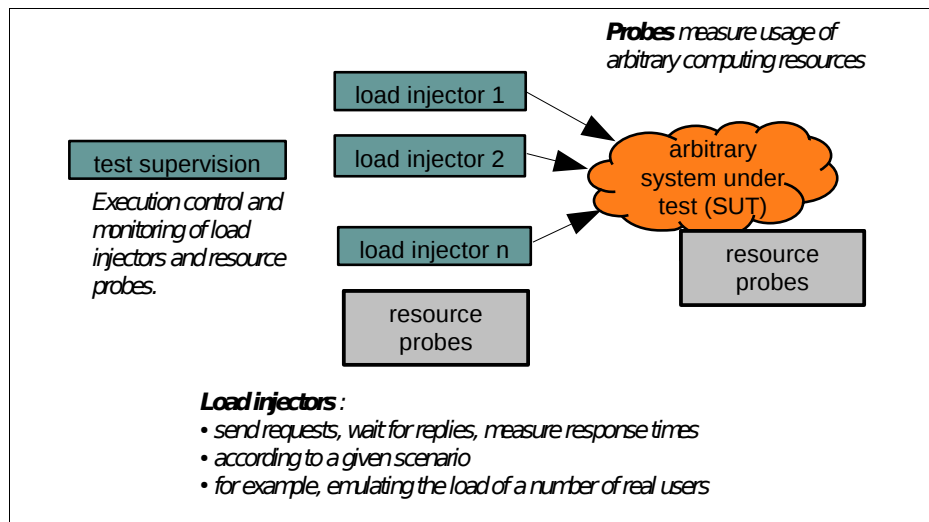 Probes measure usage of
arbitrary computing resources
load injector 1
load injector 2
load injector n
test supervision
Execution control and
monitoring of load
injectors and resource
probes.
arbitrary
system under
test (SUT)
resource
probes
resource
probes
Load injectors :
• send requests, wait for replies, measure response times
• according to a given scenario
• for example, emulating the load of a number of real users